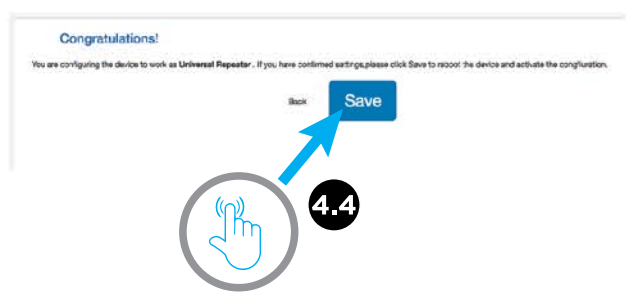 Congratulations!
You are configuring the device to work as Universal Repeater . If you have confirmed settings,please click Save to reboot the device and activate the congfiuration.
Back Save
4.4